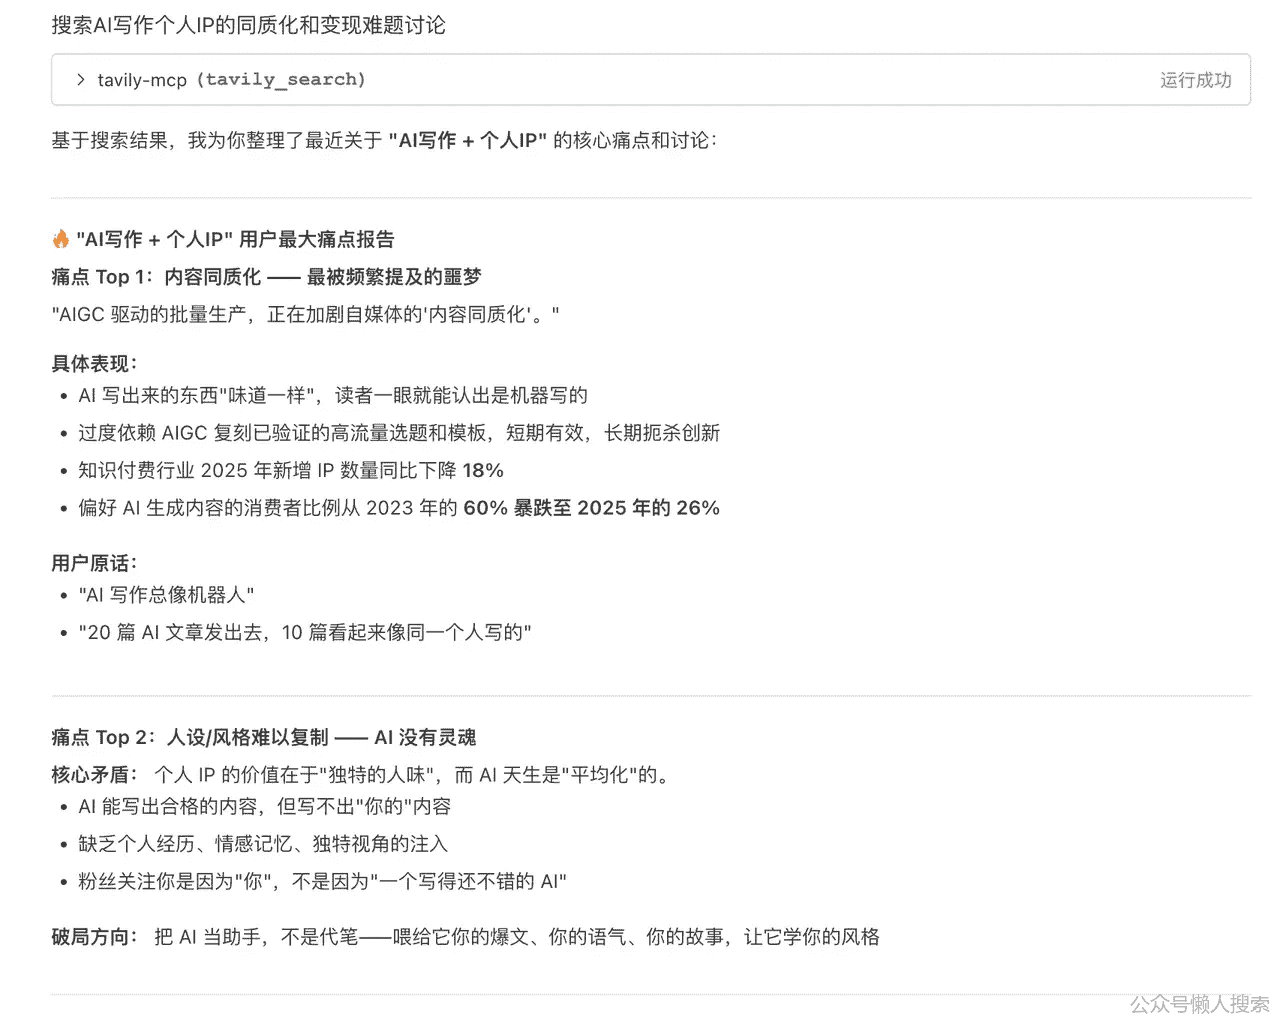 搜索AI写作个人IP的同质化和变现难题讨论
> tavily-mcp (tavily_search) 运行成功
基于搜索结果，我为你整理了最近关于 "AI写作 + 个人IP" 的核心痛点和讨论：
🔥 "AI写作 + 个人IP" 用户最大痛点报告
痛点 Top 1：内容同质化 —— 最被频繁提及的噩梦
"AIGC 驱动的批量生产，正在加剧自媒体的'内容同质化'。"
具体表现：
• AI 写出来的东西"味道一样"，读者一眼就能认出是机器写的
• 过度依赖 AIGC 复刻已验证的高流量选题和模板，短期有效，长期扼杀创新
• 知识付费行业 2025 年新增 IP 数量同比下降 18%
• 偏好 AI 生成内容的消费者比例从 2023 年的 60% 暴跌至 2025 年的 26%
用户原话：
• "AI 写作总像机器人"
• "20 篇 AI 文章发出去，10 篇看起来像同一个人写的"
痛点 Top 2：人设/风格难以复制 —— AI 没有灵魂
核心矛盾： 个人 IP 的价值在于"独特的人味"，而 AI 天生是"平均化"的。
• AI 能写出合格的内容，但写不出"你的"内容
• 缺乏个人经历、情感记忆、独特视角的注入
• 粉丝关注你是因为"你"，不是因为"一个写得还不错的 AI"
破局方向： 把 AI 当助手，不是代笔——喂给它你的爆文、你的语气、你的故事，让它学你的风格
公众号懒人搜索